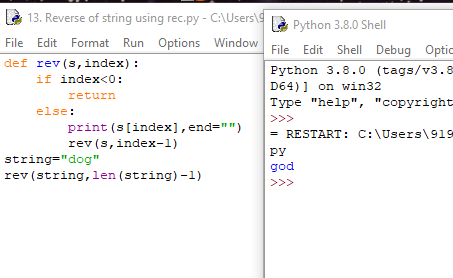 13. Reverse of string using rec.py - C:\Users\9
File Edit Format Run Options Window
def rev(s,index):
    if index<0:
        return
    else:
        print(s[index],end="")
        rev(s,index-1)
string="dog"
rev(string,len(string)-1)
Python 3.8.0 Shell
File Edit Shell Debug Options
Python 3.8.0 (tags/v3.8
D64)] on win32
Type "help", "copyright
>>>
= RESTART: C:\Users\919
py
god
>>>